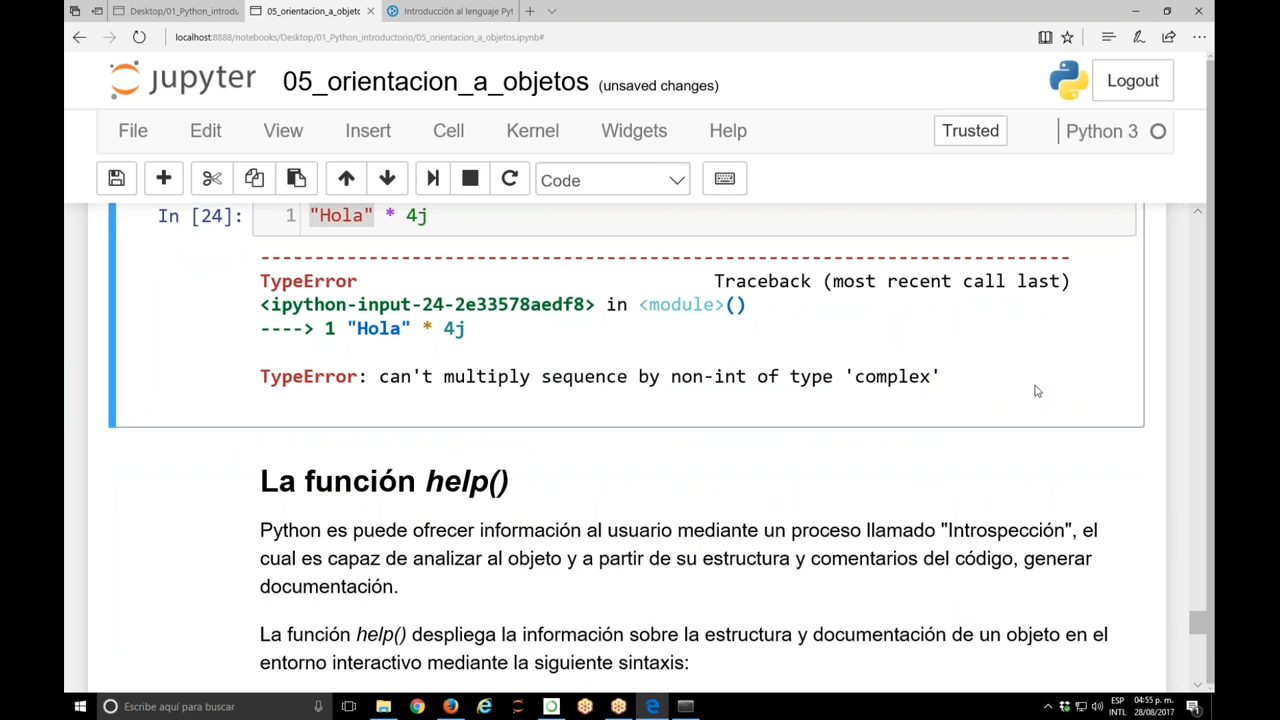 Desktop/01_Python_introdu
05_orientacion_a_objeto
Introducción al lenguaje Pyt
localhost:8888/notebooks/Desktop/01_Python_introductorio/05_orientacion_a_objetos.ipynb#
jupyter 05_orientacion_a_objetos (unsaved changes) Logout
File Edit View Insert Cell Kernel Widgets Help Trusted Python 3
Code
In [24]: 1 "Hola" * 4j
---------------------------------------------------------------------------
TypeError Traceback (most recent call last)
<ipython-input-24-2e33578aedf8> in <module>()
----> 1 "Hola" * 4j
TypeError: can't multiply sequence by non-int of type 'complex'
La función help()
Python es puede ofrecer información al usuario mediante un proceso llamado "Introspección", el
cual es capaz de analizar al objeto y a partir de su estructura y comentarios del código, generar
documentación.
La función help() despliega la información sobre la estructura y documentación de un objeto en el
entorno interactivo mediante la siguiente sintaxis:
Escribe aquí para buscar
ESP
INTL
04:55 p. m.
28/08/2017